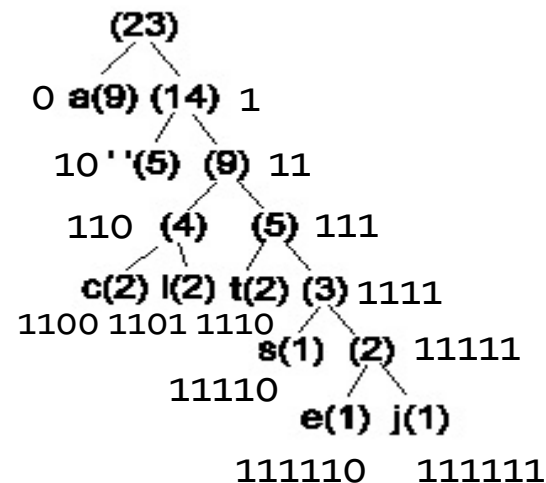 (23)
0 a(9) (14) 1
10 ' '(5) (9) 11
110 (4) (5) 111
c(2) l(2) t(2) (3) 1111
1100 1101 1110
s(1) (2) 11111
11110
e(1) j(1)
111110 111111